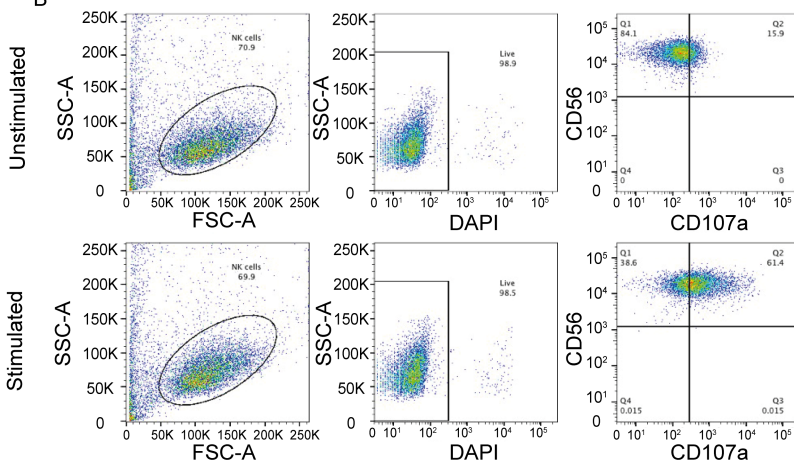 B
Unstimulated
SSC-A
250K
200K
150K
100K
50K
0
NK cells
70.9
0 50K 100K 150K 200K 250K
FSC-A
SSC-A
250K
200K
150K
100K
50K
0
Live
98.9
0 10¹ 10² 10³ 10⁴ 10⁵
DAPI
CD56
10⁵
10⁴
10³
10²
10¹
0
Q1
84.1
Q2
15.9
Q4
0
Q3
0
0 10¹ 10² 10³ 10⁴ 10⁵
CD107a
Stimulated
SSC-A
250K
200K
150K
100K
50K
0
NK cells
69.9
0 50K 100K 150K 200K 250K
FSC-A
SSC-A
250K
200K
150K
100K
50K
0
Live
98.5
0 10¹ 10² 10³ 10⁴ 10⁵
DAPI
CD56
10⁵
10⁴
10³
10²
10¹
0
Q1
38.6
Q2
61.4
Q4
0.015
Q3
0.015
0 10¹ 10² 10³ 10⁴ 10⁵
CD107a